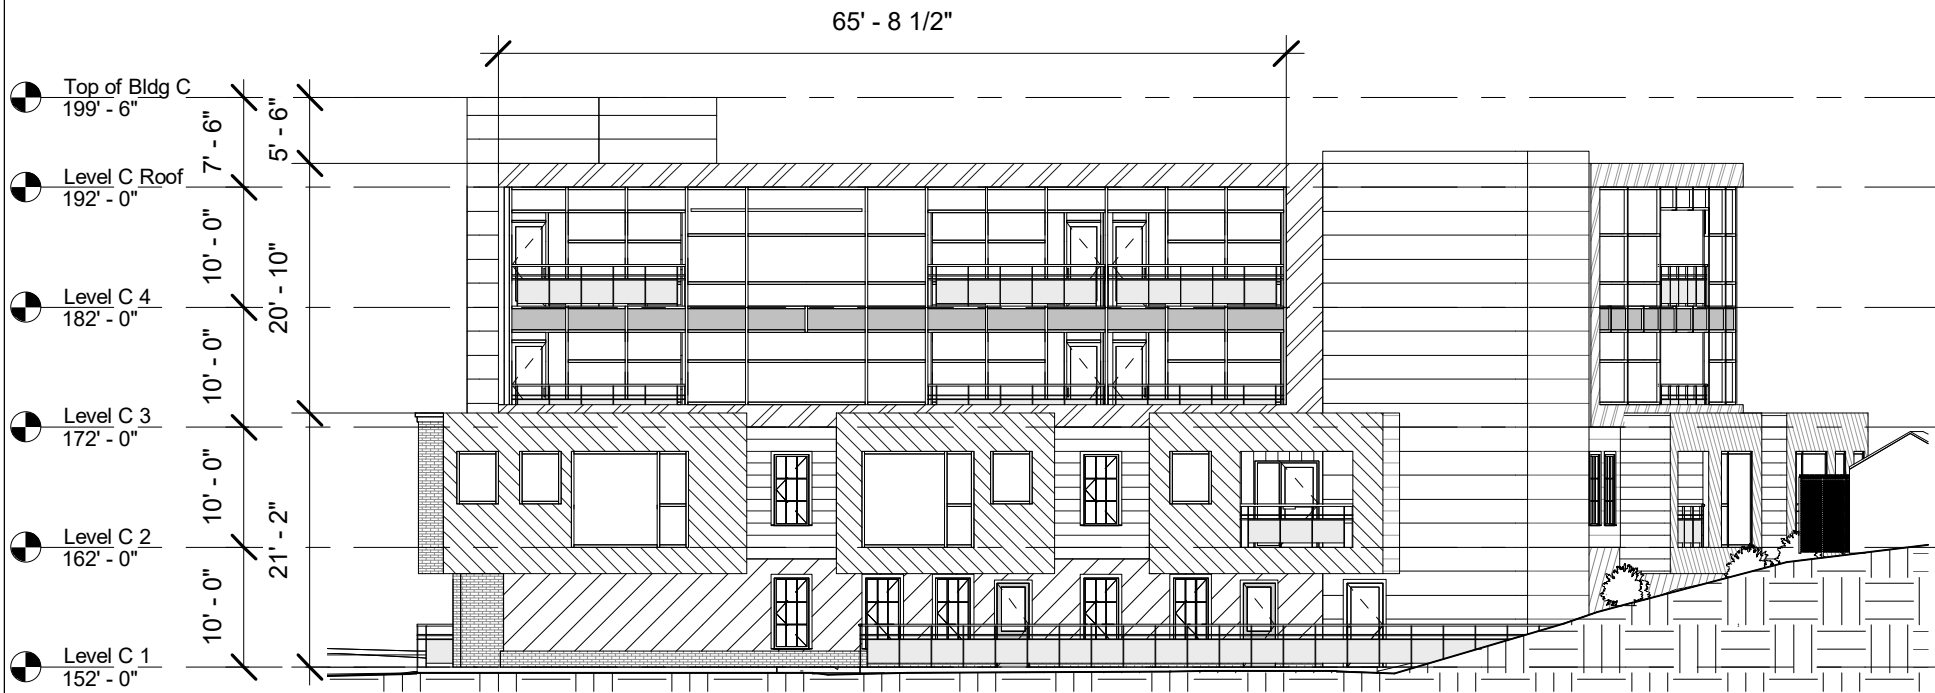 65' - 8 1/2"
Top of Bldg C
199' - 6"
7' - 6"
5' - 6"
Level C Roof
192' - 0"
10' - 0"
20' - 10"
Level C 4
182' - 0"
10' - 0"
Level C 3
172' - 0"
10' - 0"
21' - 2"
Level C 2
162' - 0"
10' - 0"
Level C 1
152' - 0"